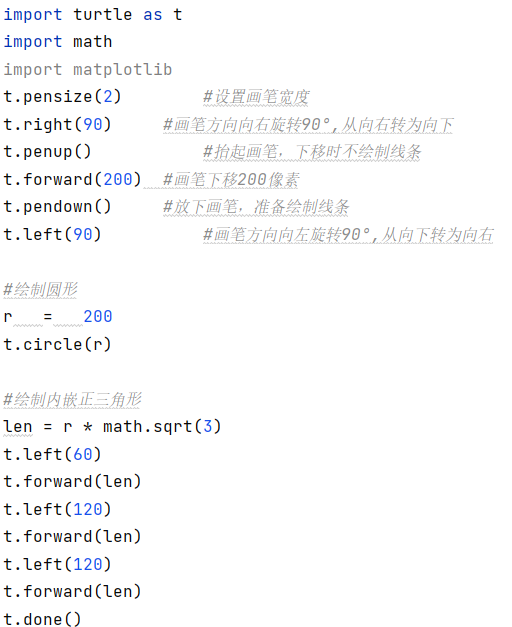 import turtle as t
import math
import matplotlib
t.pensize(2)        #设置画笔宽度
t.right(90)     #画笔方向向右旋转90°,从向右转为向下
t.penup()           #抬起画笔，下移时不绘制线条
t.forward(200)  #画笔下移200像素
t.pendown()     #放下画笔，准备绘制线条
t.left(90)          #画笔方向向左旋转90°,从向下转为向右
#绘制圆形
r   =   200
t.circle(r)
#绘制内嵌正三角形
len = r * math.sqrt(3)
t.left(60)
t.forward(len)
t.left(120)
t.forward(len)
t.left(120)
t.forward(len)
t.done()